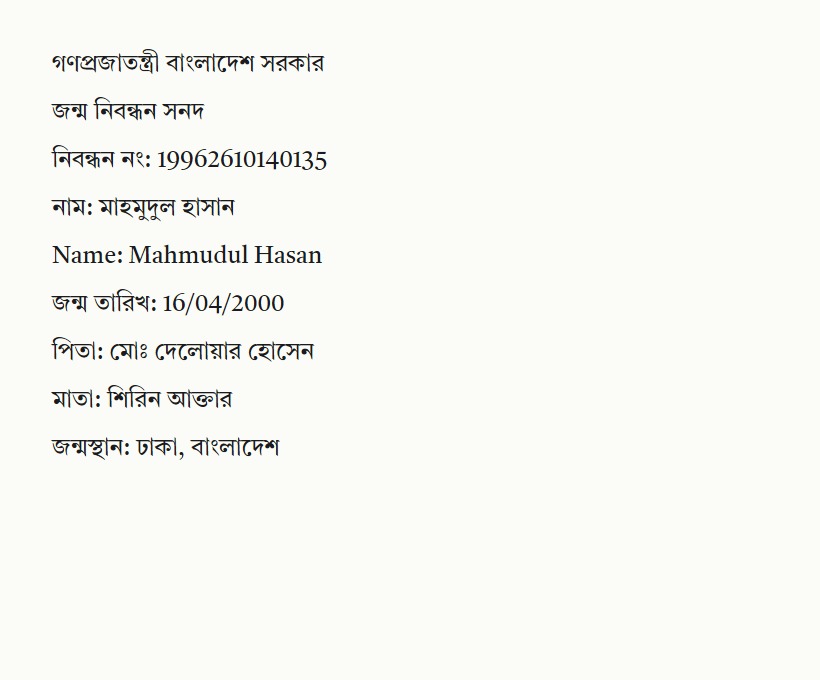 গণপ্রজাতন্ত্রী বাংলাদেশ সরকার
জন্ম নিবন্ধন সনদ
নিবন্ধন নং: 19962610140135
নাম: মাহমুদুল হাসান
Name: Mahmudul Hasan
জন্ম তারিখ: 16/04/2000
পিতা: মোঃ দেলোয়ার হোসেন
মাতা: শিরিন আক্তার
জন্মস্থান: ঢাকা, বাংলাদেশ